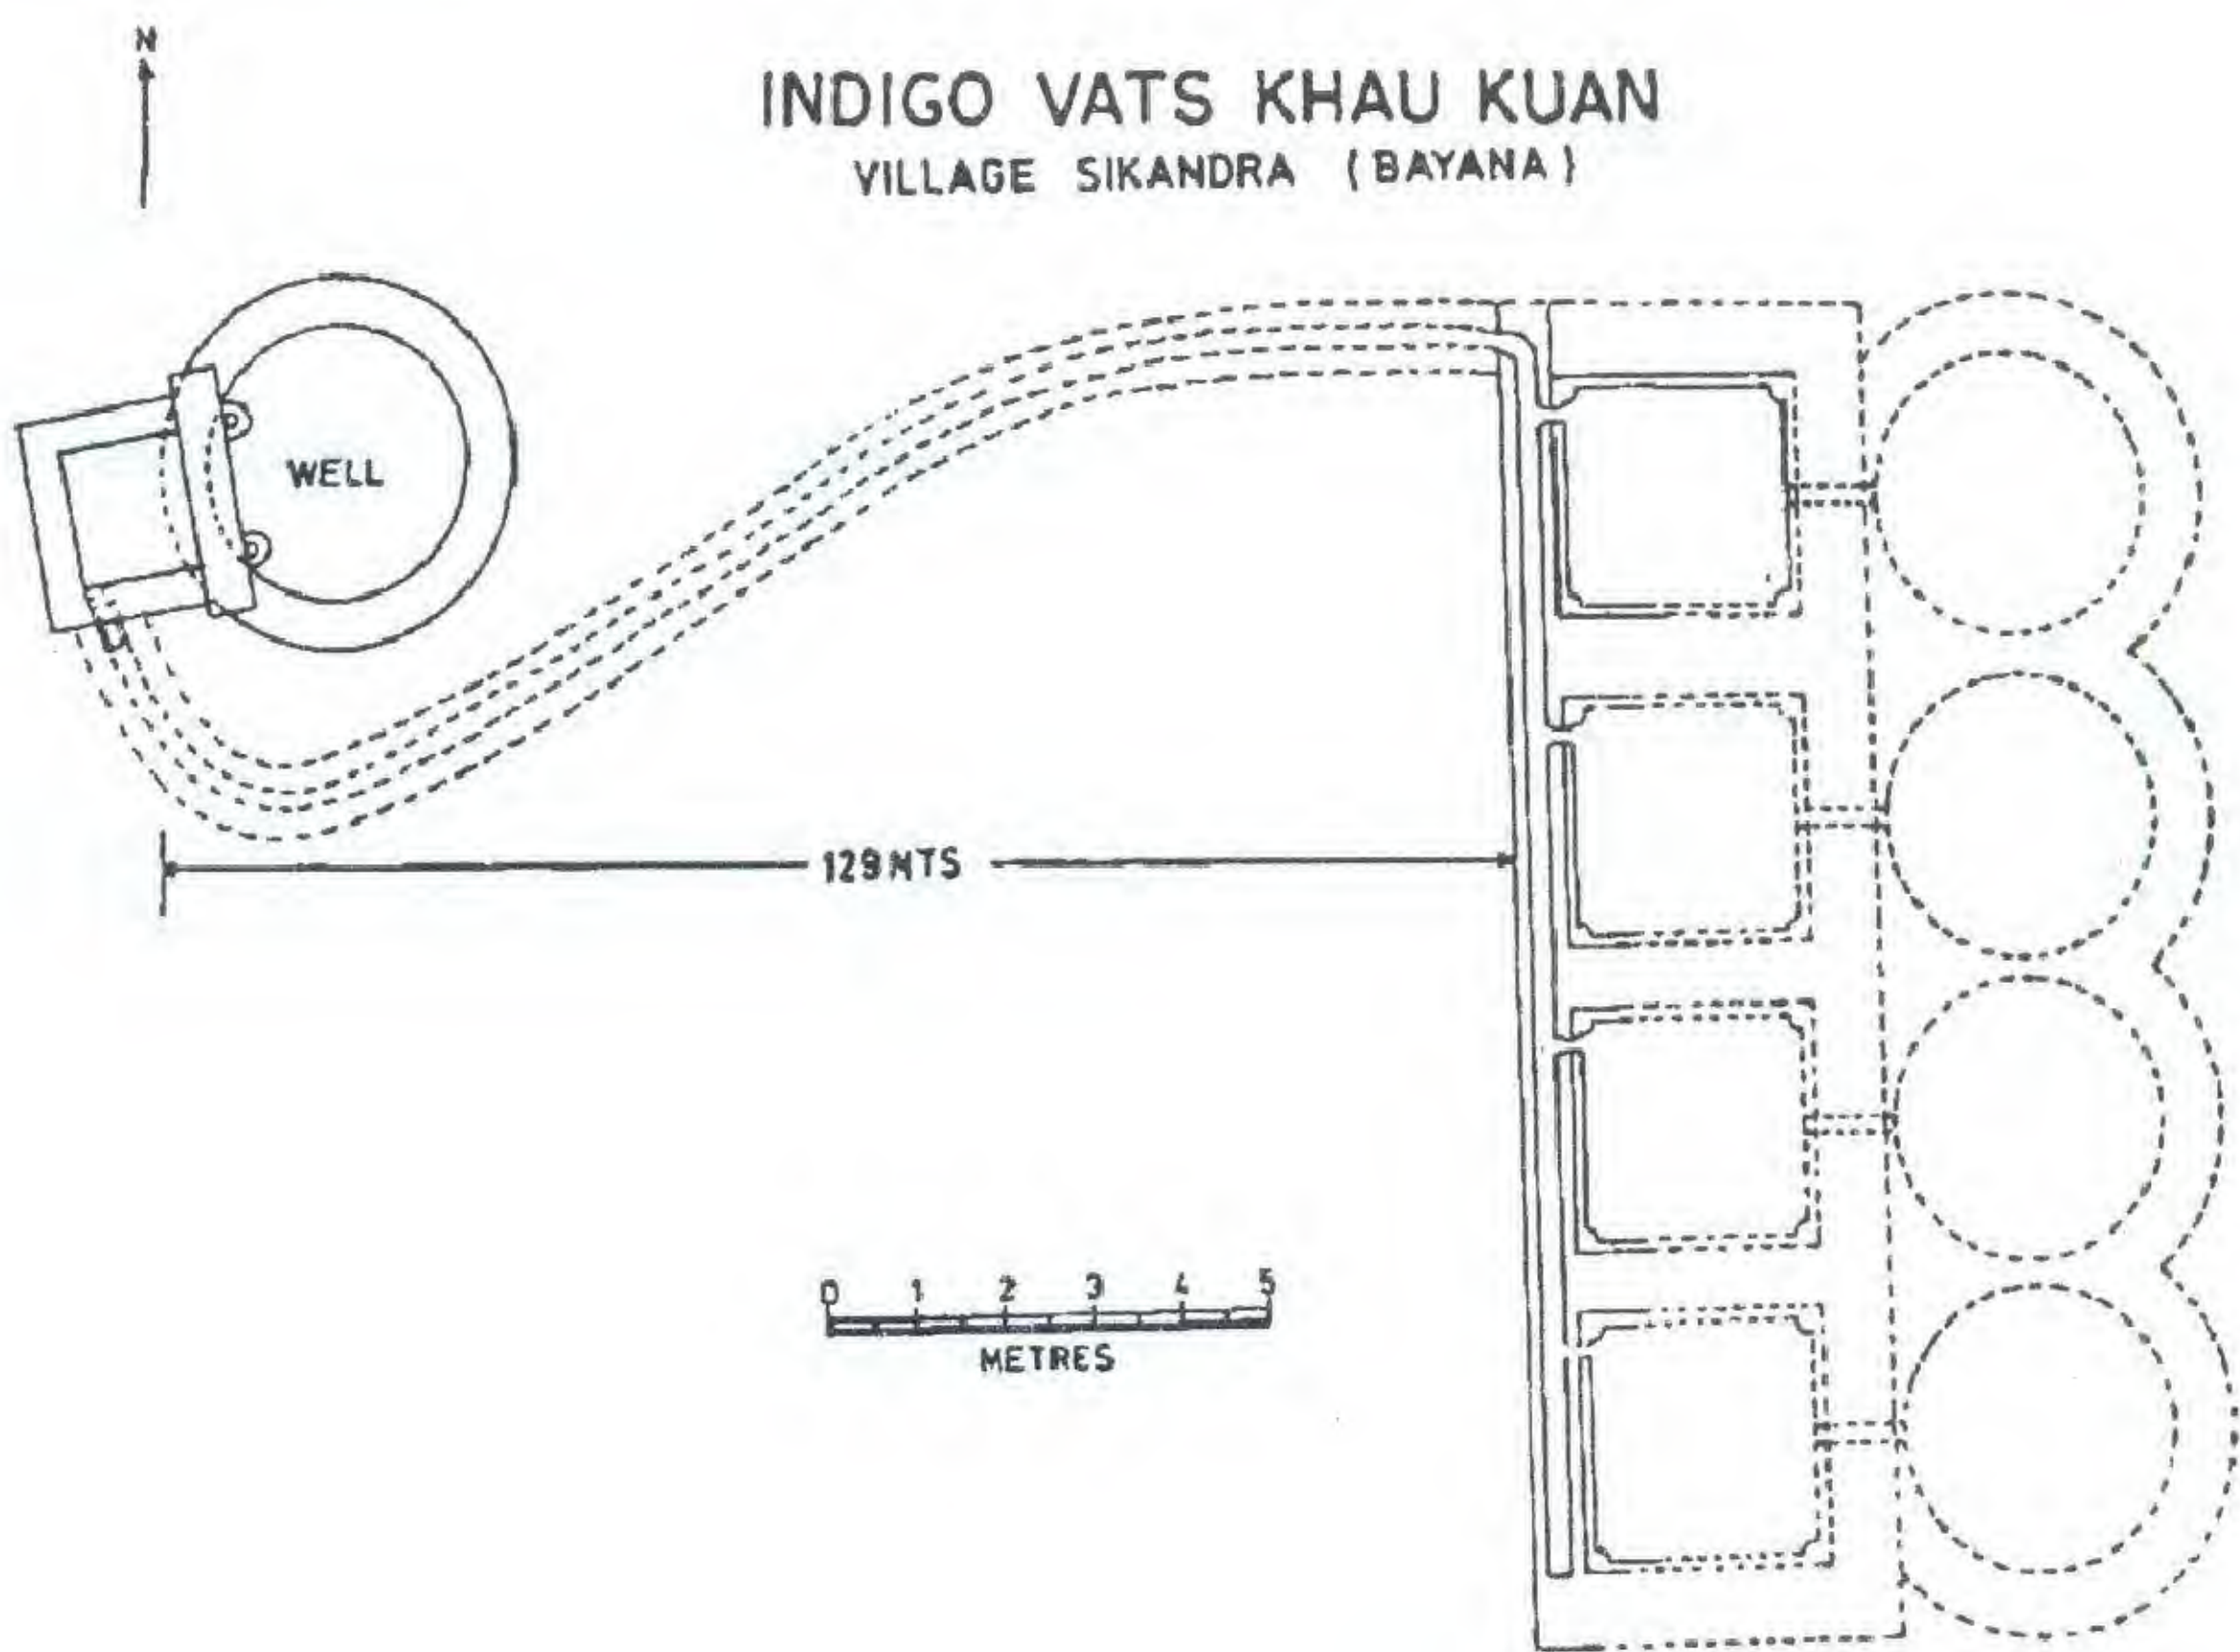 N
INDIGO VATS KHAU KUAN
VILLAGE SIKANDRA (BAYANA)
WELL
129 MTS
0 1 2 3 4 5
METRES